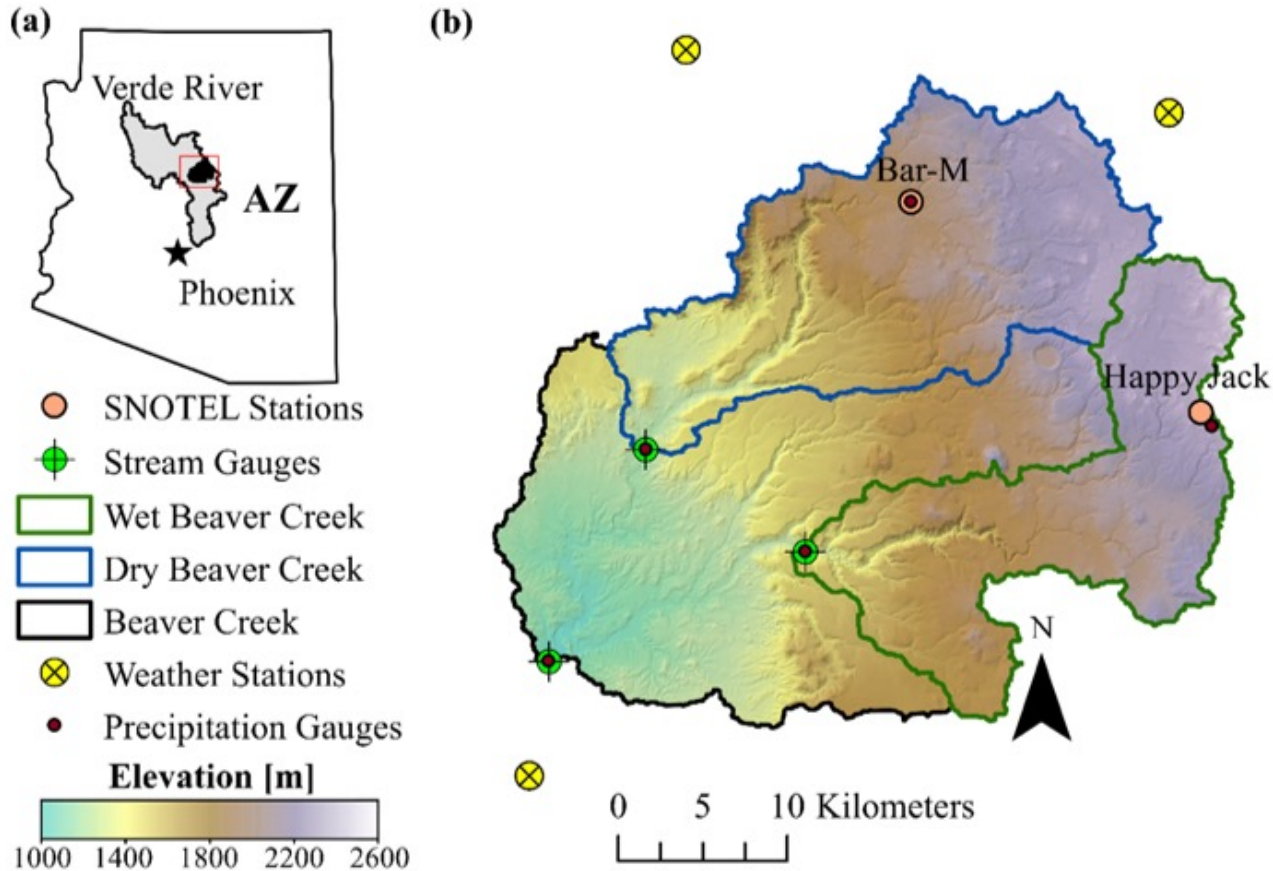 (a)
Verde River
AZ
Phoenix
SNOTEL Stations
Stream Gauges
Wet Beaver Creek
Dry Beaver Creek
Beaver Creek
Weather Stations
Precipitation Gauges
Elevation [m]
1000 1400 1800 2200 2600
(b)
Bar-M
Happy Jack
N
0 5 10 Kilometers